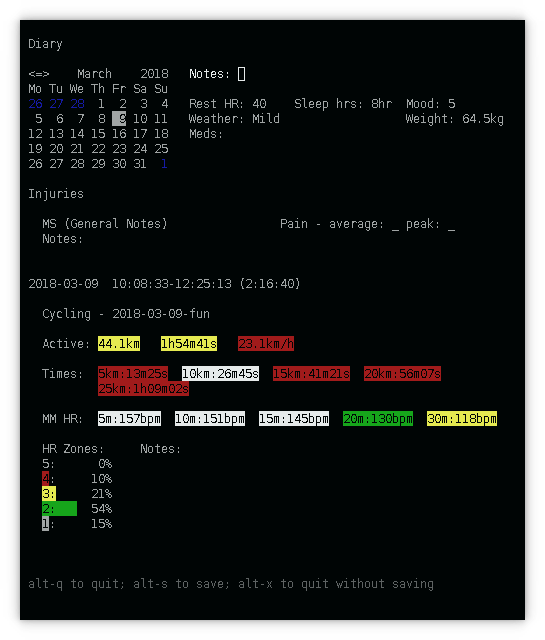 Diary
<=>    March    2018   Notes:
Mo Tu We Th Fr Sa Su
26 27 28  1  2  3  4   Rest HR: 40    Sleep hrs: 8hr  Mood: 5
 5  6  7  8  9 10 11   Weather: Mild                  Weight: 64.5kg
12 13 14 15 16 17 18   Meds:
19 20 21 22 23 24 25
26 27 28 29 30 31  1
Injuries
MS (General Notes)                Pain - average: _ peak: _
Notes:
2018-03-09  10:08:33-12:25:13 (2:16:40)
Cycling - 2018-03-09-fun
Active: 44.1km   1h54m41s   23.1km/h
Times:  5km:13m25s  10km:26m45s  15km:41m21s  20km:56m07s
25km:1h09m02s
MM HR:  5m:157bpm  10m:151bpm  15m:145bpm  20m:130bpm  30m:118bpm
HR Zones:     Notes:
5:      0%
4:     10%
3:     21%
2:     54%
1:     15%
alt-q to quit; alt-s to save; alt-x to quit without saving